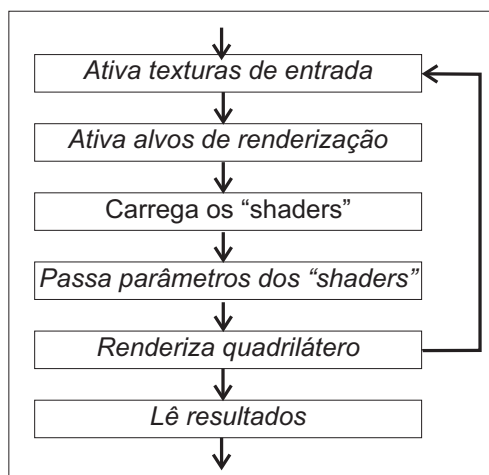 Ativa texturas de entrada
Ativa alvos de renderização
Carrega os “shaders”
Passa parâmetros dos “shaders”
Renderiza quadrilátero
Lê resultados